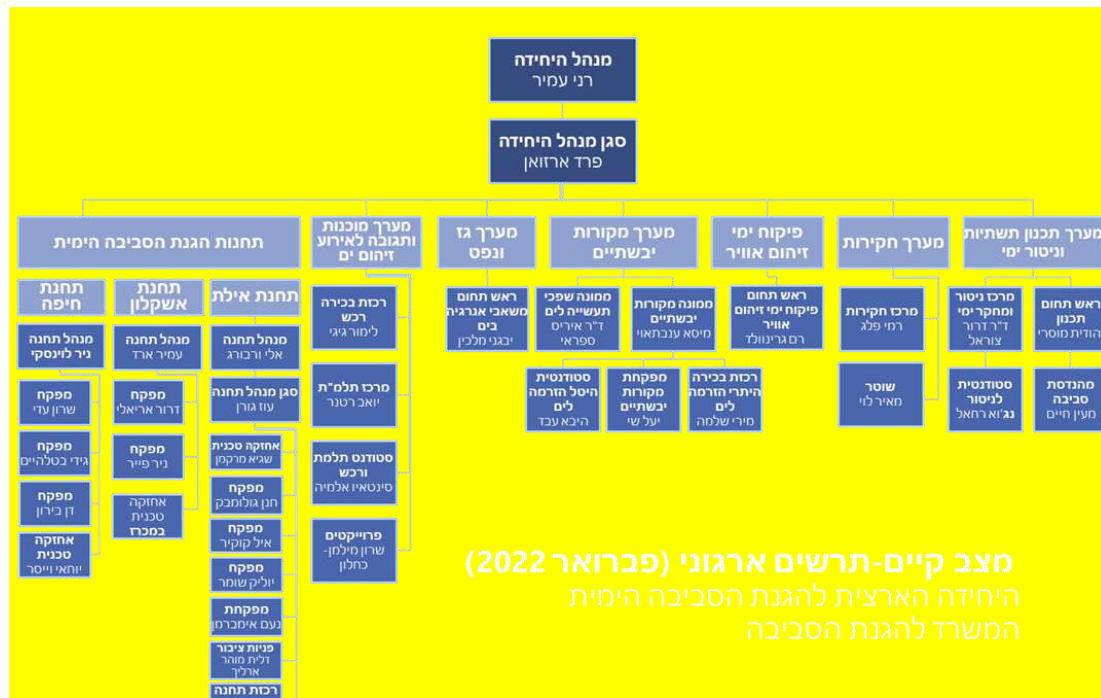 מנהל היחידה
רני עמיר
סגן מנהל היחידה
פרד ארזואן
מערך תכנון תשתיות
וניטור ימי
מערך חקירות
פיקוח ימי
זיהום אוויר
מערך מקורות
יבשתיים
מערך גז
ונפט
מערך מוכנות
ותגובה לאירוע
זיהום ים
תחנות הגנת הסביבה הימית
ראש תחום
תכנון
יהודית מוסרי
מהנדסת
סביבה
מעין חיים
מרכז ניטור
ומחקר ימי
ד"ר דרור
צוראל
סטודנטית
לניטור
נג'וא רחאל
מרכז חקירות
רמי פלג
שוטר
מאיר לוי
ראש תחום
פיקוח ימי זיהום
אוויר
רם גרינוולד
ממונה מקורות
יבשתיים
מיסא ענבתאוי
ממונה שפכי
תעשייה לים
ד"ר איריס
ספראי
רכזת בכירה
היתרי הזרמה
לים
מירי שלמה
מפקחת
מקורות
יבשתיים
יעל שי
סטודנטית
היטל הזרמה
לים
היבא עבד
ראש תחום
משאבי אנרגיה
בים
יבגני מלכין
רכזת בכירה
רכש
לימור גיגי
מרכז תלמ"ת
יואב רטנר
סטודנט תלמת
ורכש
סינטאיו אלמיה
פרוייקטים
שרון מילמן-
כחלון
תחנת אילת
מנהל תחנה
אלי ורבורג
סגן מנהל תחנה
עוז גורן
אחזקה טכנית
שגיא מרקמן
מפקח
חנן גולומבק
מפקח
איל קוקיר
מפקח
יוליק שומר
מפקחת
נעם אימברמן
פניות ציבור
דלית מוהר
ארליך
רכזת תחנה
תחנת
אשקלון
מנהל תחנה
עמיר ארד
מפקח
דרור אריאלי
מפקח
ניר פייר
אחזקה
טכנית
במכרז
תחנת
חיפה
מנהל תחנה
ניר לוינסקי
מפקח
שרון עדי
מפקח
גידי בטלהיים
מפקח
דן בירון
אחזקה
טכנית
יוחאי וייסר
מצב קיים-תרשים ארגוני (פברואר 2022)
היחידה הארצית להגנת הסביבה הימית
המשרד להגנת הסביבה